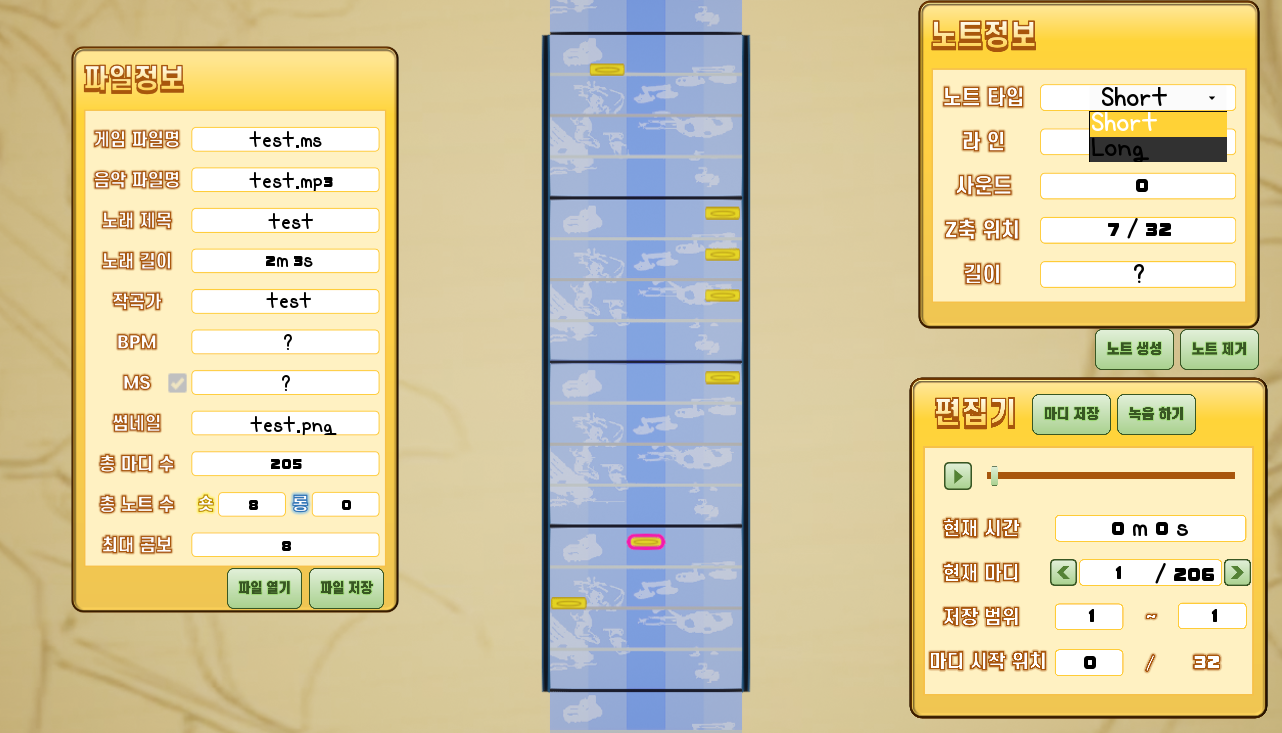 파일정보
게임 파일명 test.ms
음악 파일명 test.mp3
노래 제목 test
노래 길이 2m 3s
작곡가 test
BPM ?
MS ?
썸네일 test.png
총 마디 수 205
총 노트 수 숏 8 롱 0
최대 콤보 8
파일 열기 파일 저장
노트정보
노트 타입 Short
Short
라인 Long
사운드 0
Z축 위치 7 / 32
길이 ?
노트 생성 노트 제거
편집기 마디 저장 녹음 하기
현재 시간 0 m 0 s
현재 마디 1 / 206
저장 범위 1 ~ 1
마디 시작 위치 0 / 32